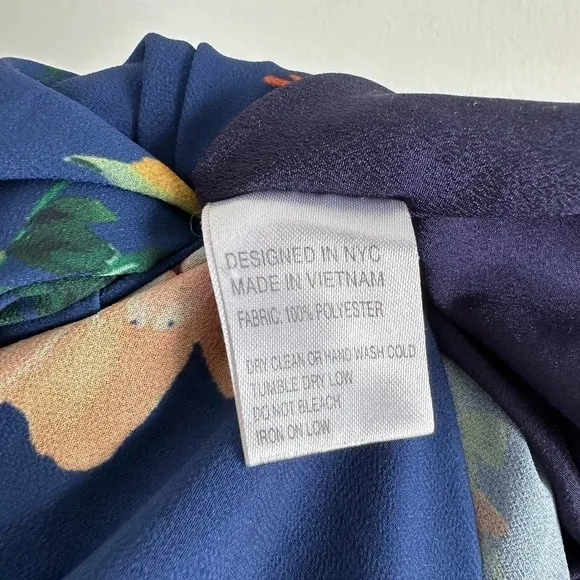 DESIGNED IN NYC
MADE IN VIETNAM
FABRIC: 100% POLYESTER
DRY CLEAN OR HAND WASH COLD
TUMBLE DRY LOW
DO NOT BLEACH
IRON ON LOW